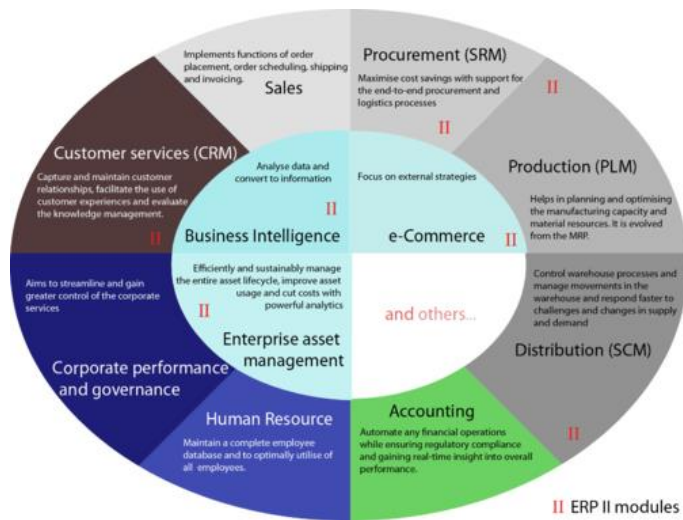 Implements functions of order
placement, order scheduling, shipping
and invoicing.
Sales
Procurement (SRM)
Maximise cost savings with support for
the end-to-end procurement and
logistics processes
II
II
Customer services (CRM)
Capture and maintain customer
relationships, facilitate the use of
customer experiences and evaluate
the knowledge management.
II
Analyse data and
convert to information
II
Business Intelligence
Focus on external strategies
e-Commerce
II
Production (PLM)
Helps in planning and optimising
the manufacturing capacity and
material resources. It is evolved
from the MRP.
Aims to streamline and gain
greater control of the corporate
services
Corporate performance
and governance
Efficiently and sustainably manage
the entire asset lifecycle, improve asset
usage and cut costs with
powerful analytics
II
Enterprise asset
management
and others...
Control warehouse processes and
manage movements in the
warehouse and respond faster to
challenges and changes in supply
and demand
Distribution (SCM)
II
Human Resource
Maintain a complete employee
database and to optimally utilise of
all employees.
Accounting
Automate any financial operations
while ensuring regulatory compliance
and gaining real-time insight into overall
performance.
II ERP II modules